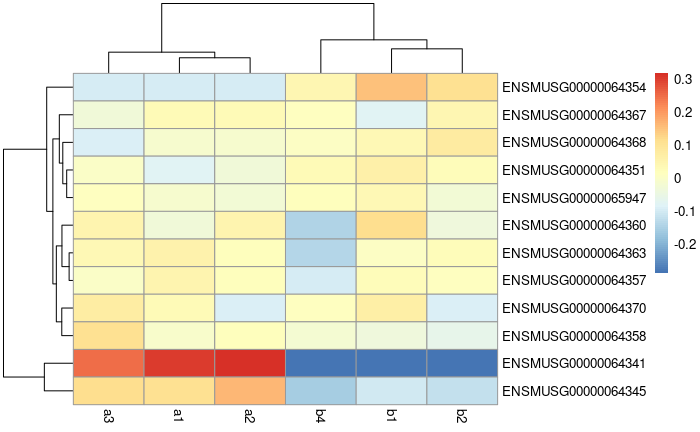 ENSMUSG00000064354
ENSMUSG00000064367
ENSMUSG00000064368
ENSMUSG00000064351
ENSMUSG00000065947
ENSMUSG00000064360
ENSMUSG00000064363
ENSMUSG00000064357
ENSMUSG00000064370
ENSMUSG00000064358
ENSMUSG00000064341
ENSMUSG00000064345
0.3
0.2
0.1
0
-0.1
-0.2
a3
a1
a2
b4
b1
b2